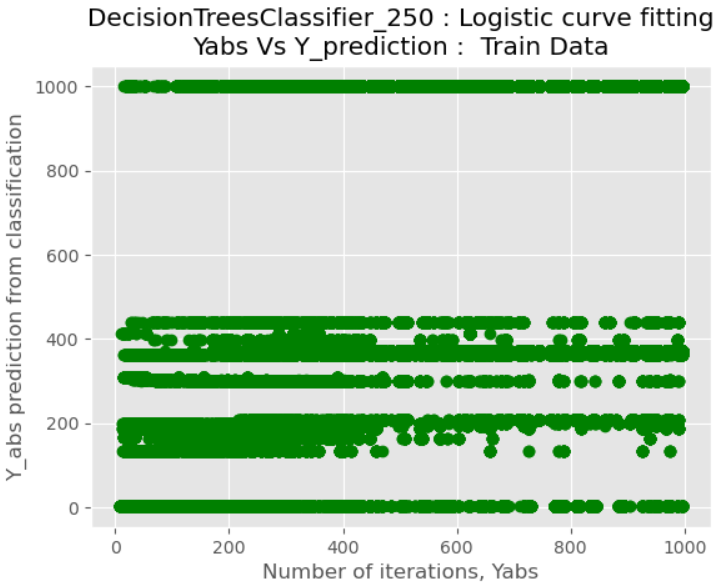 DecisionTreesClassifier_250 : Logistic curve fitting
Yabs Vs Y_prediction :  Train Data
1000
800
600
400
200
0
Y_abs prediction from classification
0 200 400 600 800 1000
Number of iterations, Yabs